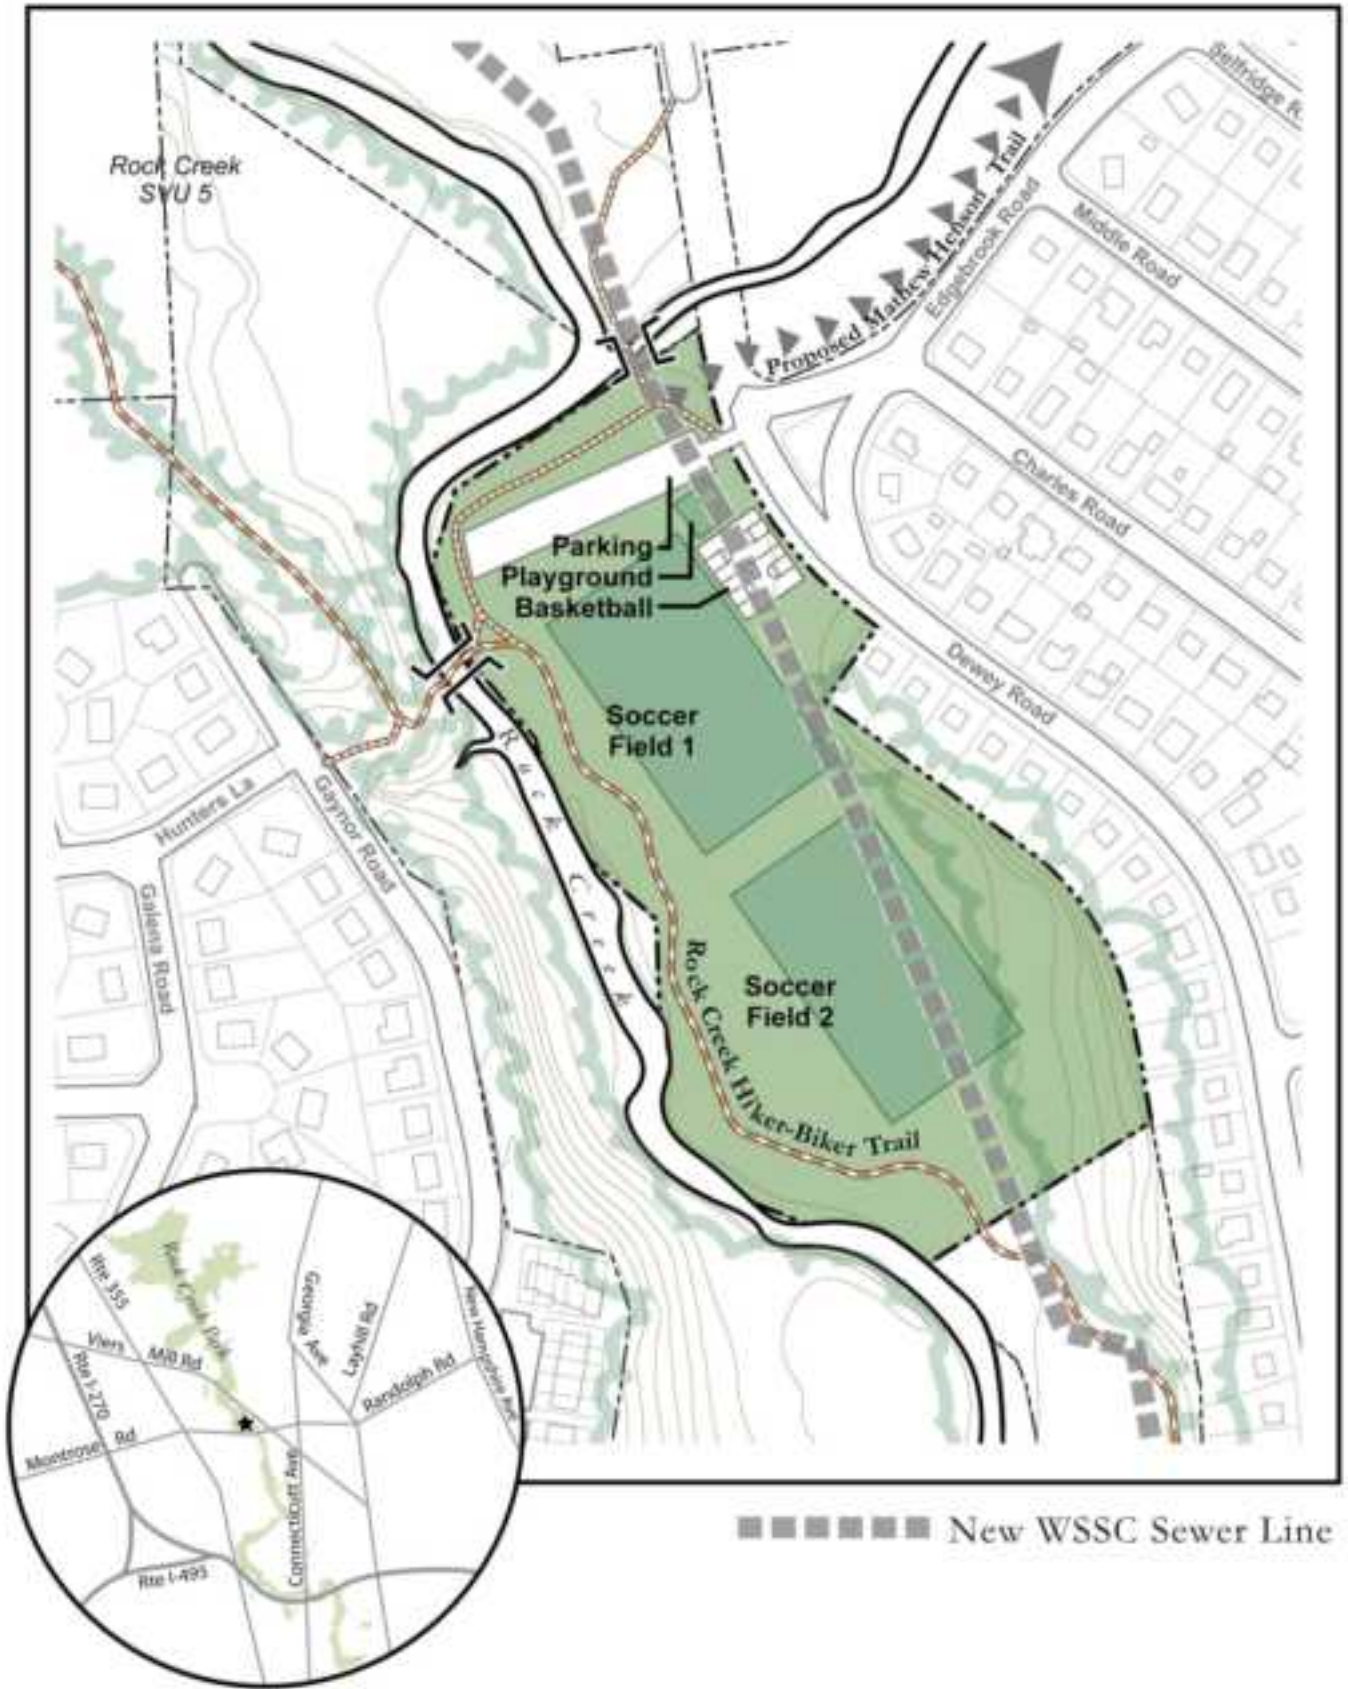 Selfridge R
Rock Creek
SVU 5
Middle Road
Proposed Mathew Henson Trail
Edgebrook Road
Charles Road
Parking
Playground
Basketball
Dewey Road
Soccer
Field 1
Rock Creek
Hunters La
Gaynor Road
Galena Road
Soccer
Field 2
Rock Creek Hiker-Biker Trail
Rock Creek Park
Rte 355
Georgia Ave
Layhill Rd
New Hampshire Ave
Viers Mill Rd
Rte I-270
Randolph Rd
Montrose Rd
Connecticutt Ave
Rte I-495
New WSSC Sewer Line